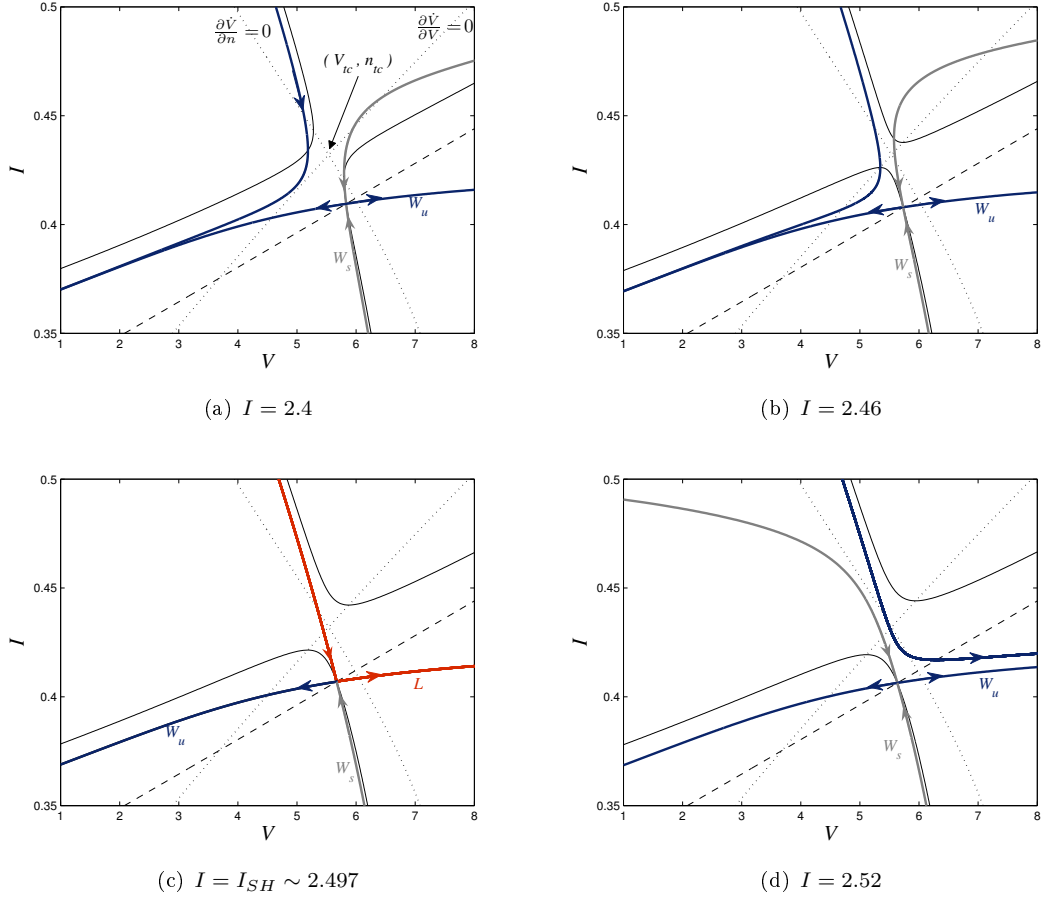 0.5
0.45
0.4
0.35
I
1 2 3 4 5 6 7 8
V
∂V̇/∂n = 0
∂V̇/∂V = 0
(V_tc, n_tc)
W_u
W_s
(a) I = 2.4
0.5
0.45
0.4
0.35
I
1 2 3 4 5 6 7 8
V
W_u
W_s
(b) I = 2.46
0.5
0.45
0.4
0.35
I
1 2 3 4 5 6 7 8
V
L
W_u
W_s
(c) I = I_SH ∼ 2.497
0.5
0.45
0.4
0.35
I
1 2 3 4 5 6 7 8
V
W_u
W_s
(d) I = 2.52